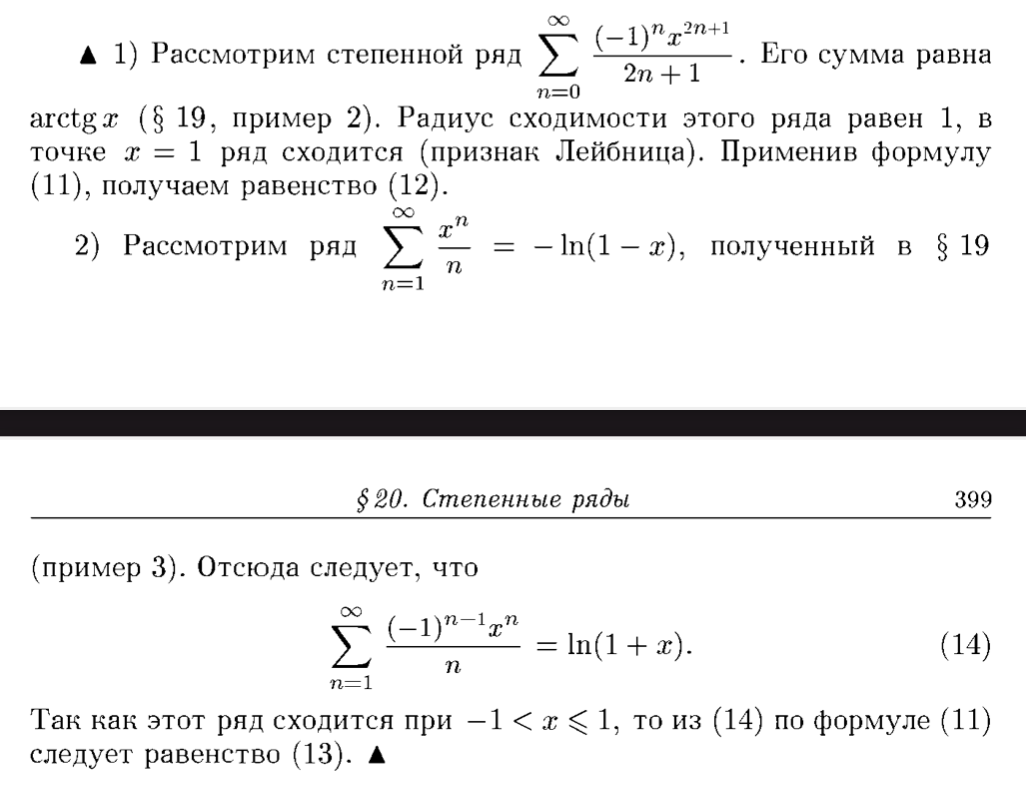 ▲ 1) Рассмотрим степенной ряд $\sum_{n=0}^{\infty} \frac{(-1)^n x^{2n+1}}{2n+1}$. Его сумма равна
arctg x (§ 19, пример 2). Радиус сходимости этого ряда равен 1, в
точке x = 1 ряд сходится (признак Лейбница). Применив формулу
(11), получаем равенство (12).
2) Рассмотрим ряд $\sum_{n=1}^{\infty} \frac{x^n}{n} = -\ln(1-x)$, полученный в § 19
§ 20. Степенные ряды 399
(пример 3). Отсюда следует, что
$\sum_{n=1}^{\infty} \frac{(-1)^{n-1} x^n}{n} = \ln(1+x).$ (14)
Так как этот ряд сходится при −1 < x ⩽ 1, то из (14) по формуле (11)
следует равенство (13). ▲